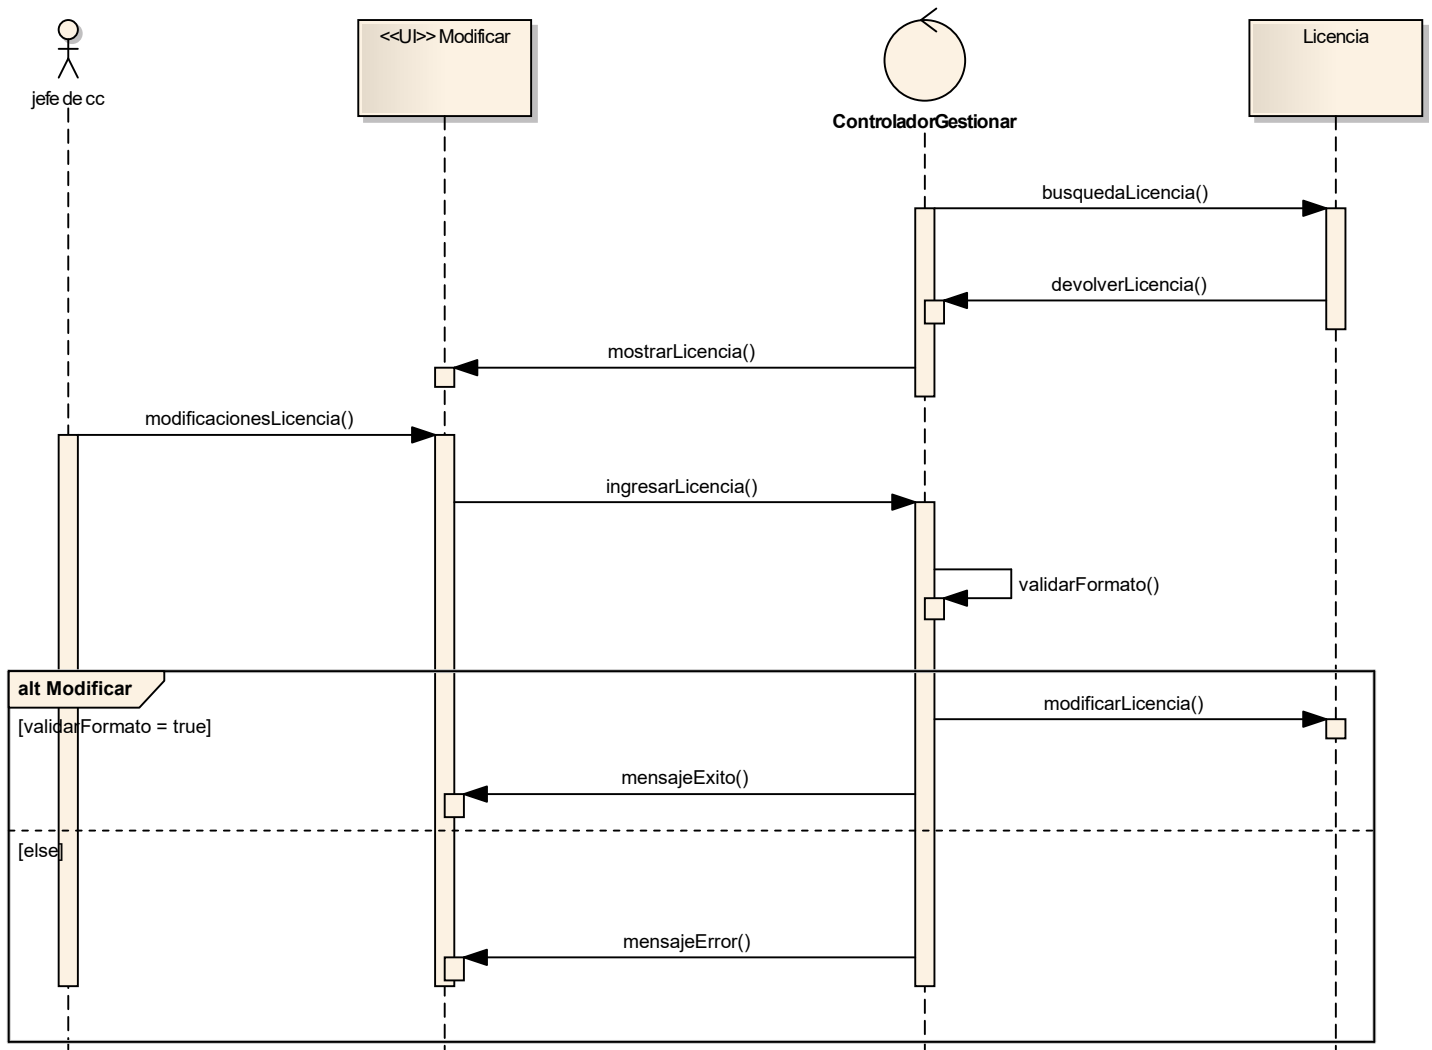 jefe de cc
<<UI>> Modificar
ControladorGestionar
Licencia
busquedaLicencia()
devolverLicencia()
mostrarLicencia()
modificacionesLicencia()
ingresarLicencia()
validarFormato()
alt Modificar
[validarFormato = true]
modificarLicencia()
mensajeExito()
[else]
mensajeError()